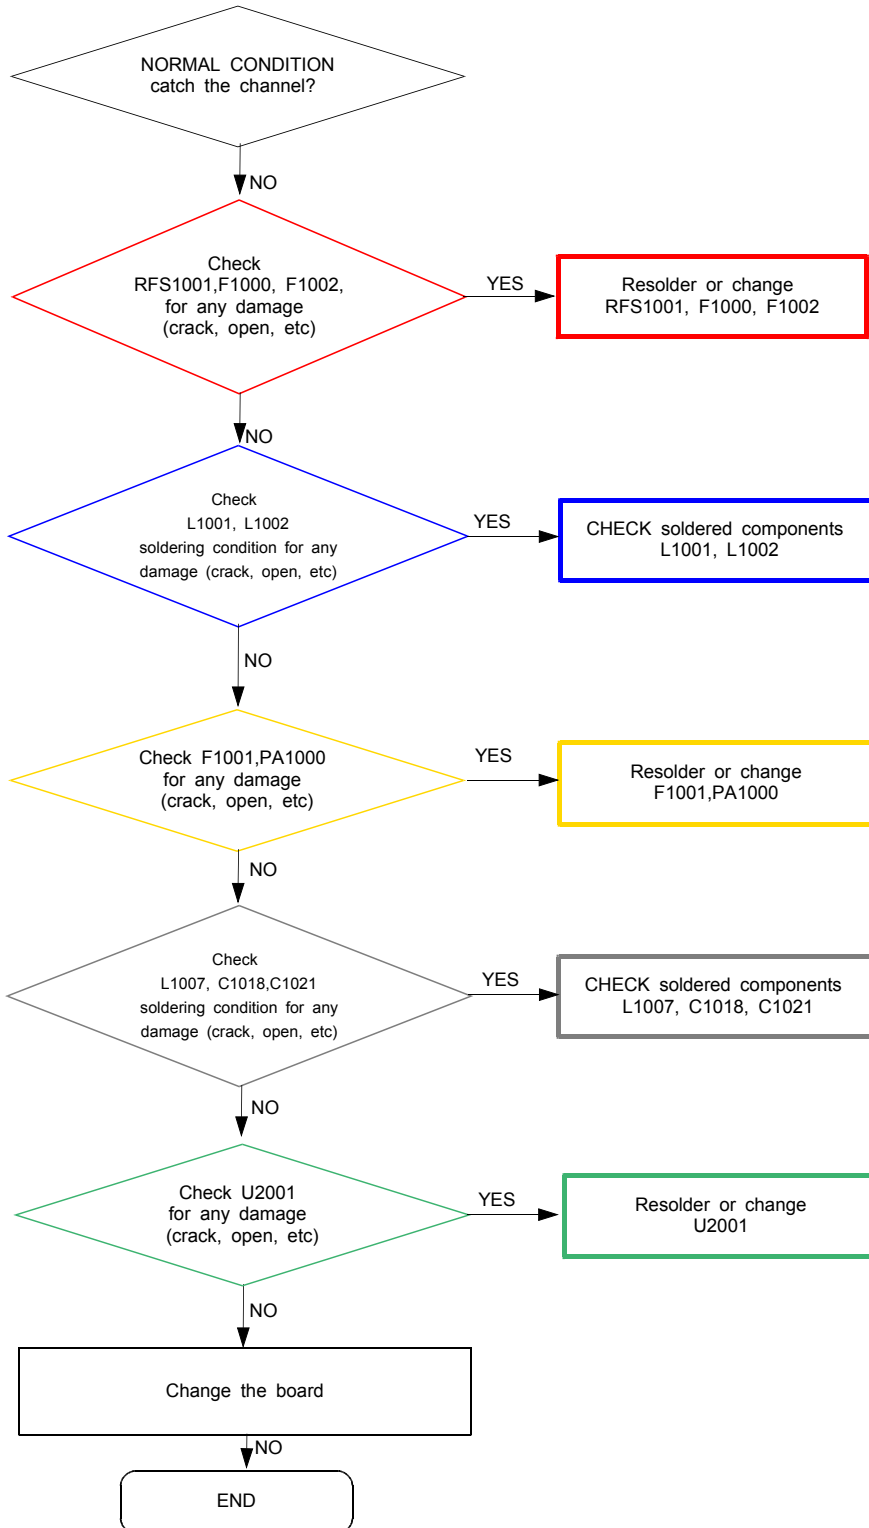 NORMAL CONDITION
catch the channel?
NO
Check
RFS1001,F1000, F1002,
for any damage
(crack, open, etc)
YES
Resolder or change
RFS1001, F1000, F1002
NO
Check
L1001, L1002
soldering condition for any
damage (crack, open, etc)
YES
CHECK soldered components
L1001, L1002
NO
Check F1001,PA1000
for any damage
(crack, open, etc)
YES
Resolder or change
F1001,PA1000
NO
Check
L1007, C1018,C1021
soldering condition for any
damage (crack, open, etc)
YES
CHECK soldered components
L1007, C1018, C1021
NO
Check U2001
for any damage
(crack, open, etc)
YES
Resolder or change
U2001
NO
Change the board
NO
END